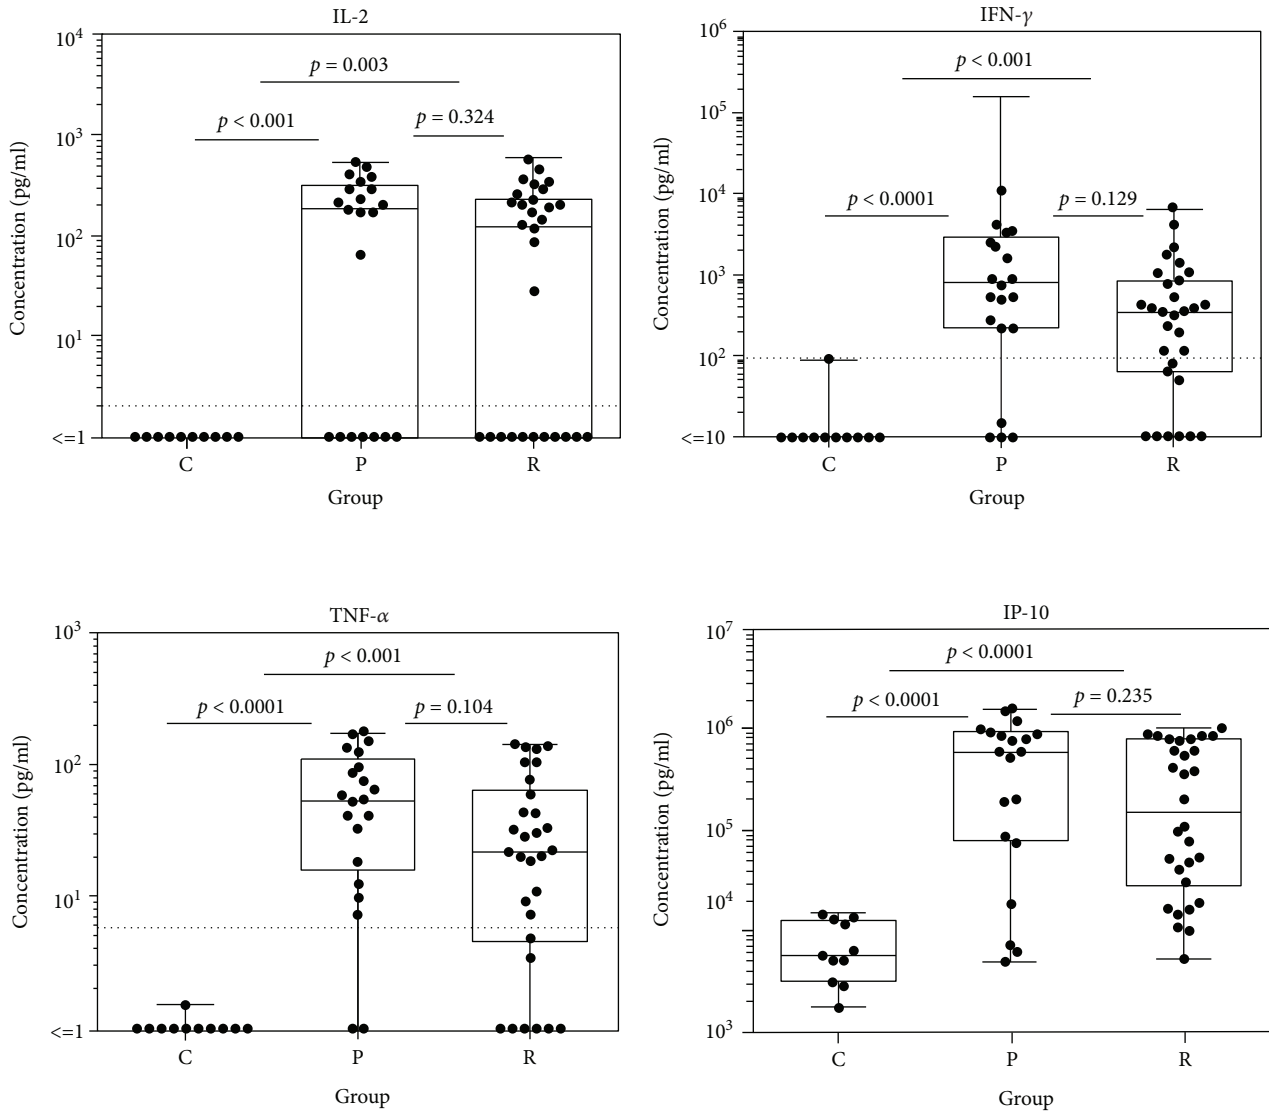 IL-2
10^4
10^3
10^2
10^1
<=1
Concentration (pg/ml)
p = 0.003
p < 0.001
p = 0.324
C
P
R
Group
IFN-γ
10^6
10^5
10^4
10^3
10^2
<=10
Concentration (pg/ml)
p < 0.001
p < 0.0001
p = 0.129
C
P
R
Group
TNF-α
10^3
10^2
10^1
<=1
Concentration (pg/ml)
p < 0.001
p < 0.0001
p = 0.104
C
P
R
Group
IP-10
10^7
10^6
10^5
10^4
10^3
Concentration (pg/ml)
p < 0.0001
p < 0.0001
p = 0.235
C
P
R
Group